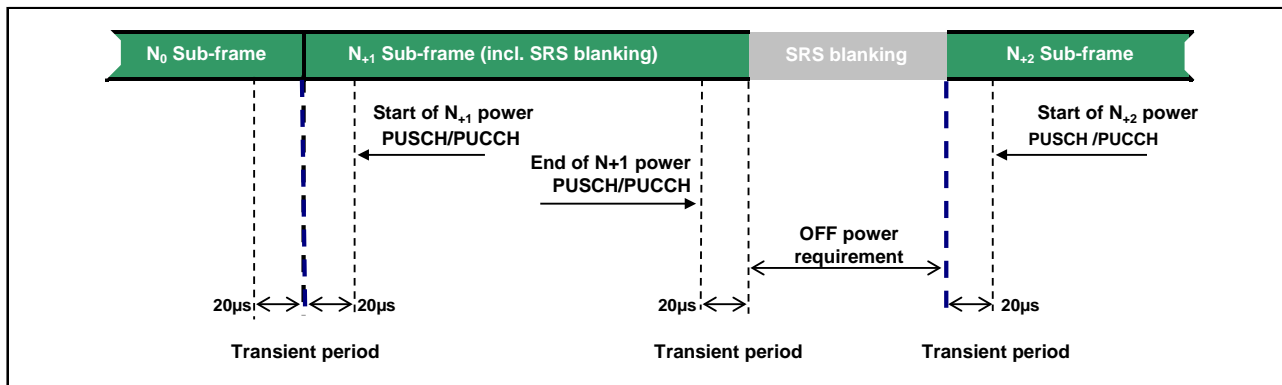 N₀ Sub-frame
N₊₁ Sub-frame (incl. SRS blanking)
SRS blanking
N₊₂ Sub-frame
Start of N₊₁ power
PUSCH/PUCCH
End of N+1 power
PUSCH/PUCCH
Start of N₊₂ power
PUSCH /PUCCH
OFF power
requirement
20µs
20µs
20µs
20µs
Transient period
Transient period
Transient period